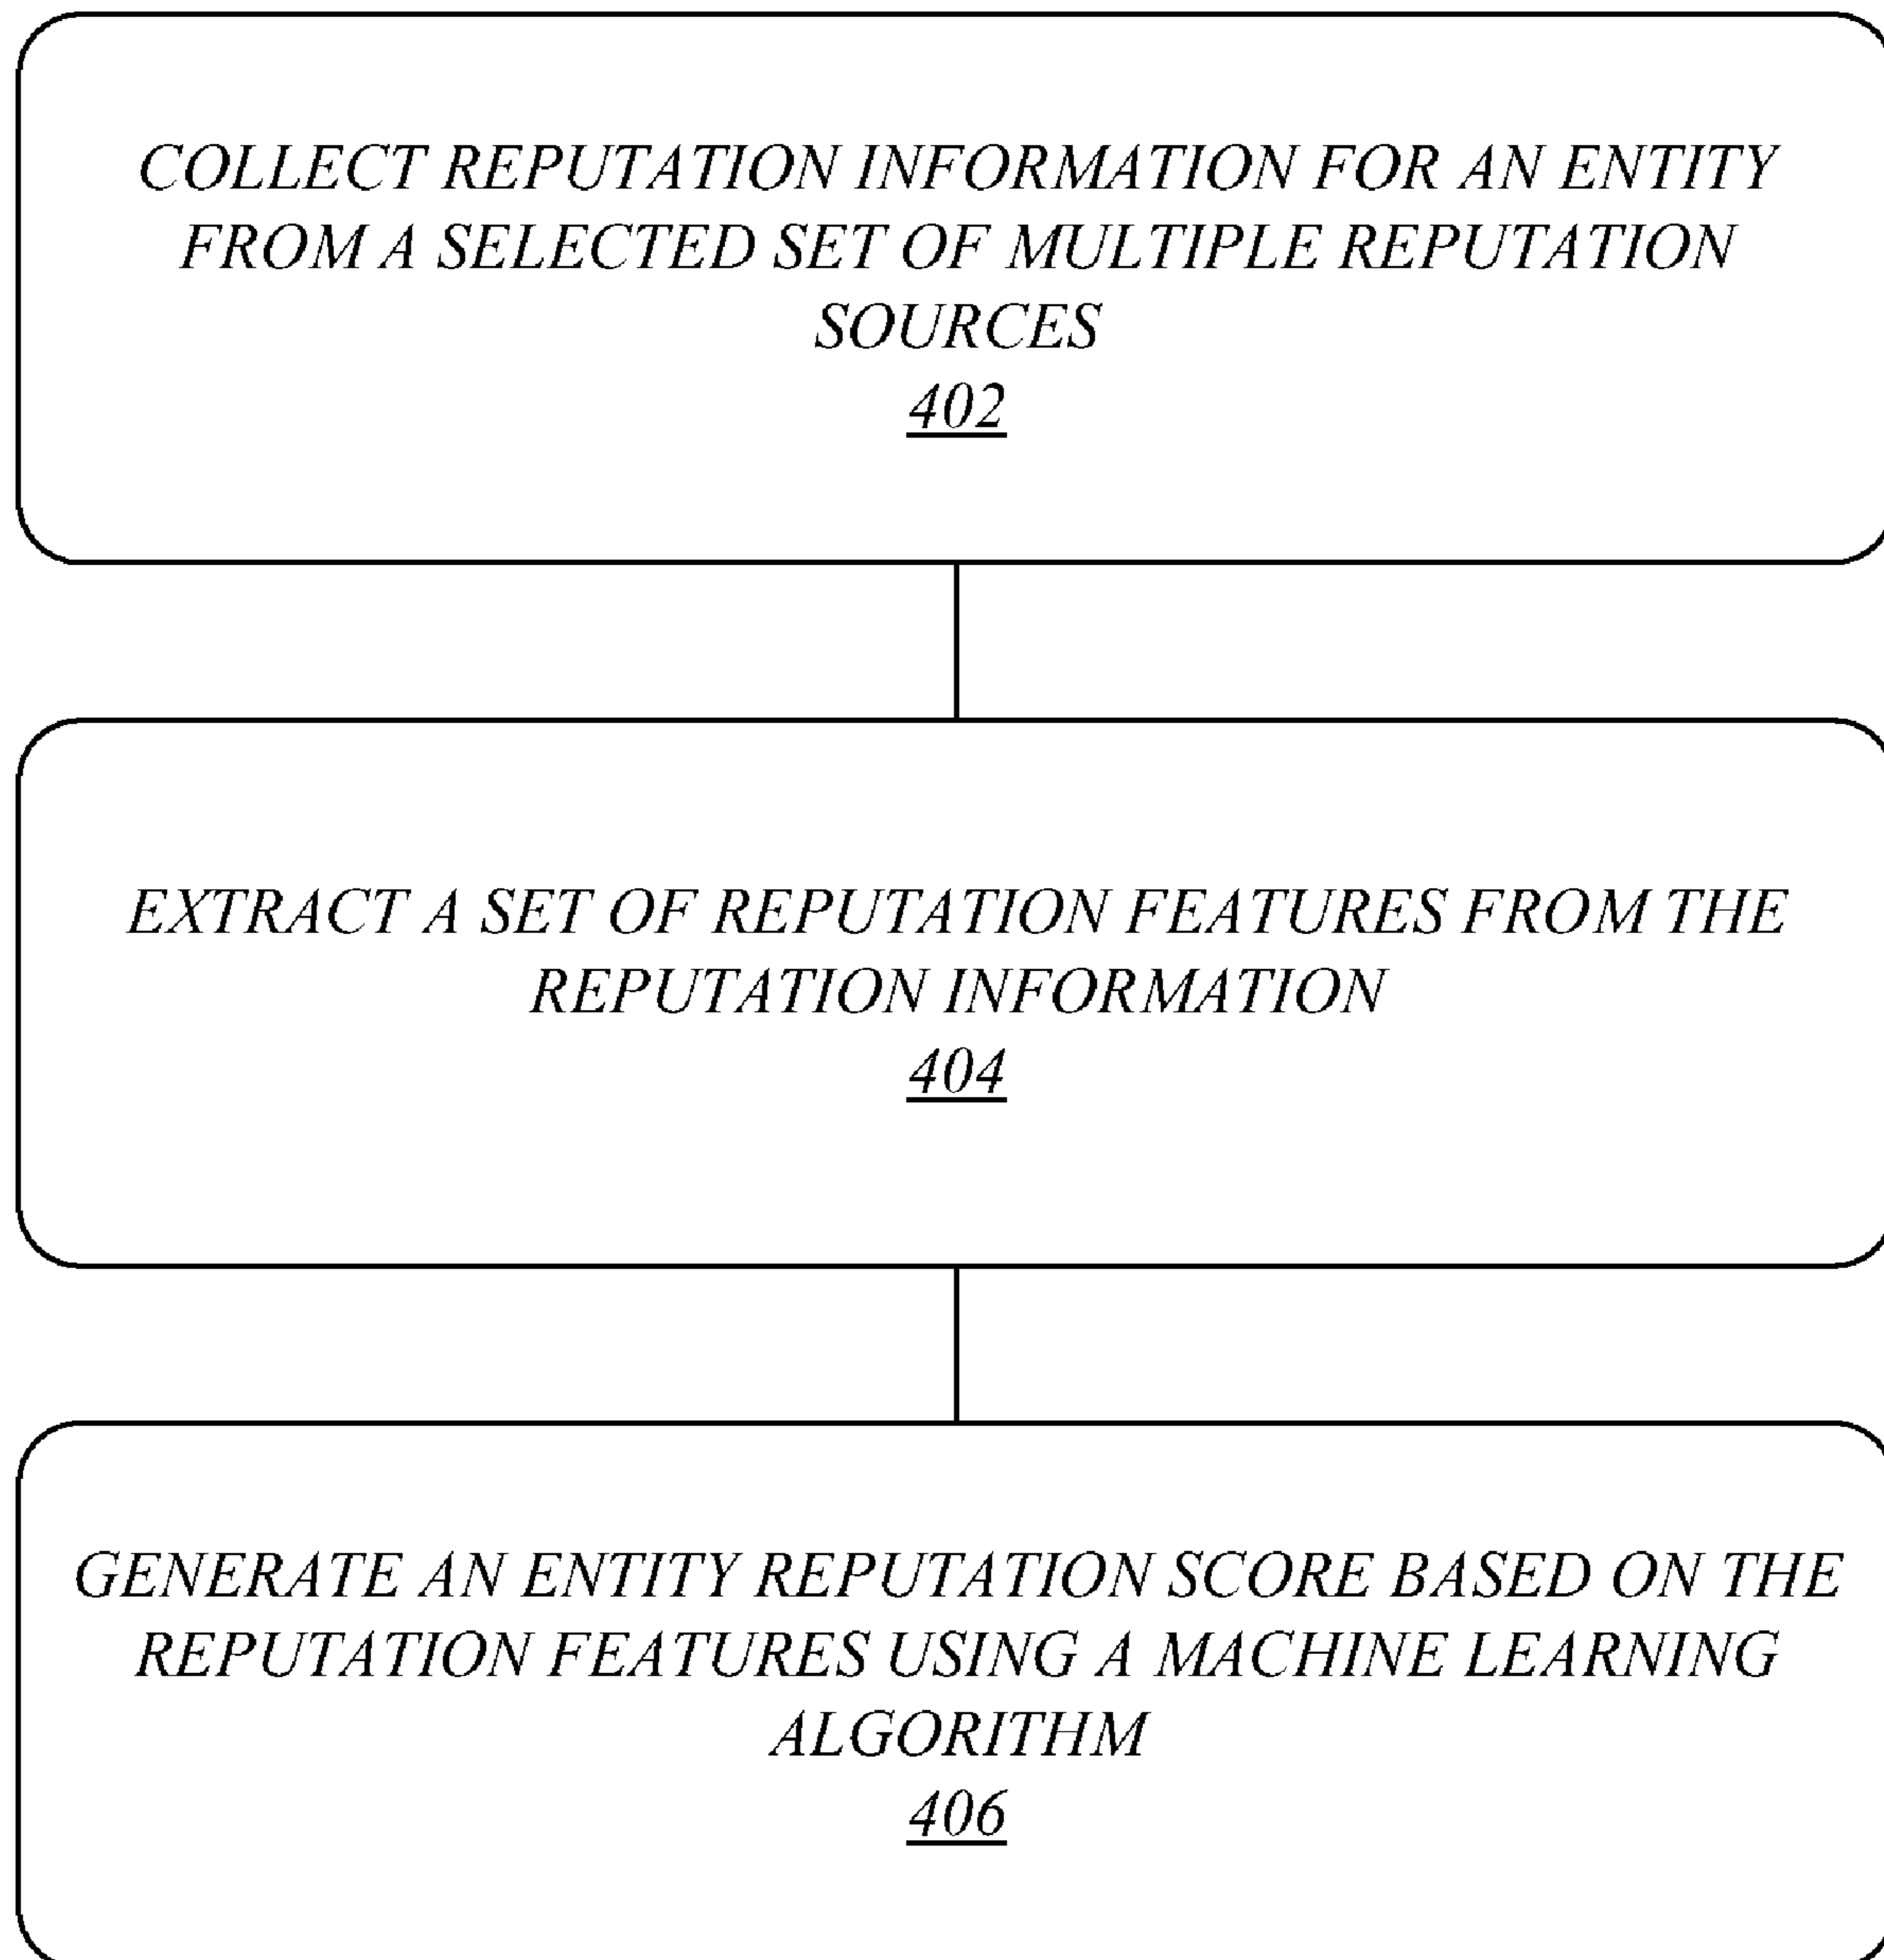 COLLECT REPUTATION INFORMATION FOR AN ENTITY
FROM A SELECTED SET OF MULTIPLE REPUTATION
SOURCES
402
EXTRACT A SET OF REPUTATION FEATURES FROM THE
REPUTATION INFORMATION
404
GENERATE AN ENTITY REPUTATION SCORE BASED ON THE
REPUTATION FEATURES USING A MACHINE LEARNING
ALGORITHM
406